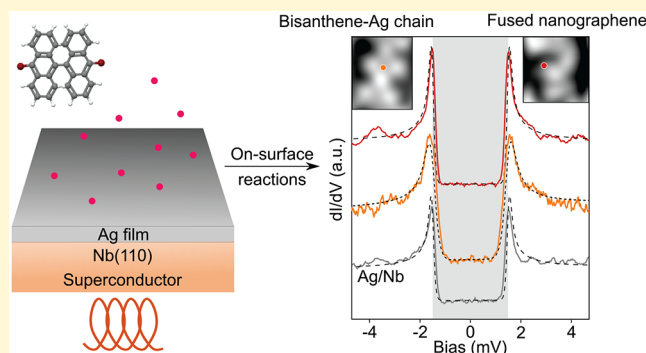 Bisanthene-Ag chain
Fused nanographene
On-surface
reactions
Ag film
Nb(110)
Superconductor
dI/dV (a.u.)
Ag/Nb
-4 -2 0 2 4
Bias (mV)